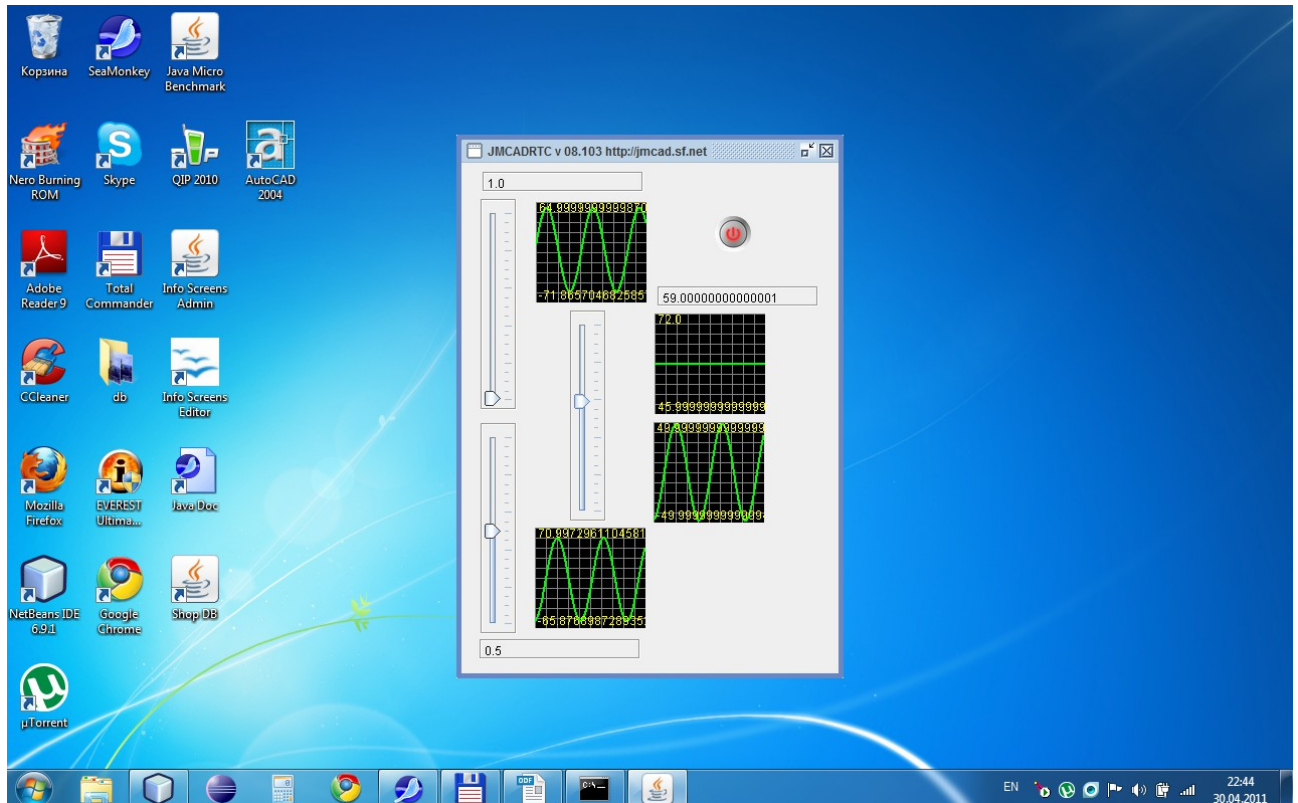 Корзина
SeaMonkey
Java Micro
Benchmark
Nero Burning
ROM
Skype
QIP 2010
AutoCAD
2004
Adobe
Reader 9
Total
Commander
Info Screens
Admin
CCleaner
db
Info Screens
Editor
Mozilla
Firefox
EVEREST
Ultima...
Java Doc
NetBeans IDE
6.9.1
Google
Chrome
Shop DB
µTorrent
JMCADRTC v 08.103 http://jmcad.sf.net
1.0
59.00000000000001
72.0
45.9999999999999
0.5
ODF
C:\_
EN
22:44
30.04.2011